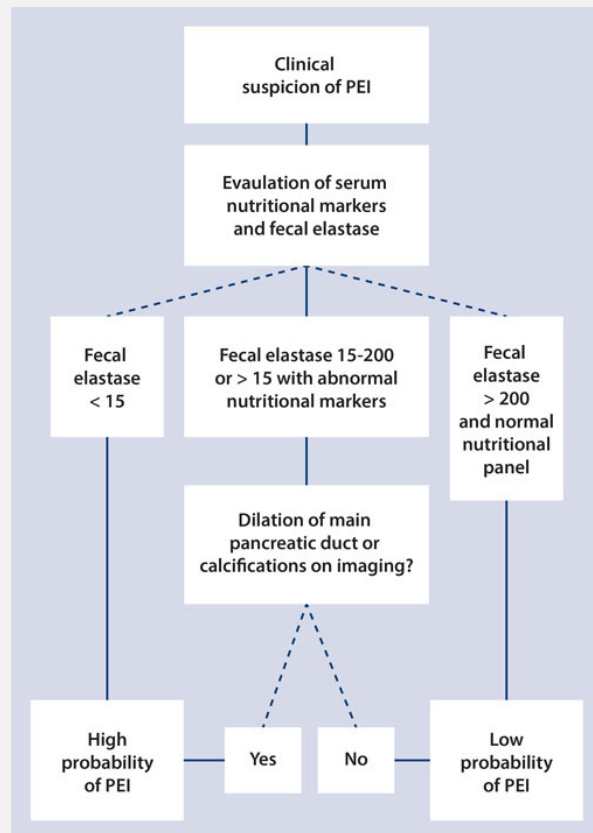 Clinical
suspicion of PEI
Evaulation of serum
nutritional markers
and fecal elastase
Fecal
elastase
< 15
Fecal elastase 15-200
or > 15 with abnormal
nutritional markers
Fecal
elastase
> 200
and normal
nutritional
panel
Dilation of main
pancreatic duct or
calcifications on imaging?
High
probability
of PEI
Yes
No
Low
probability
of PEI